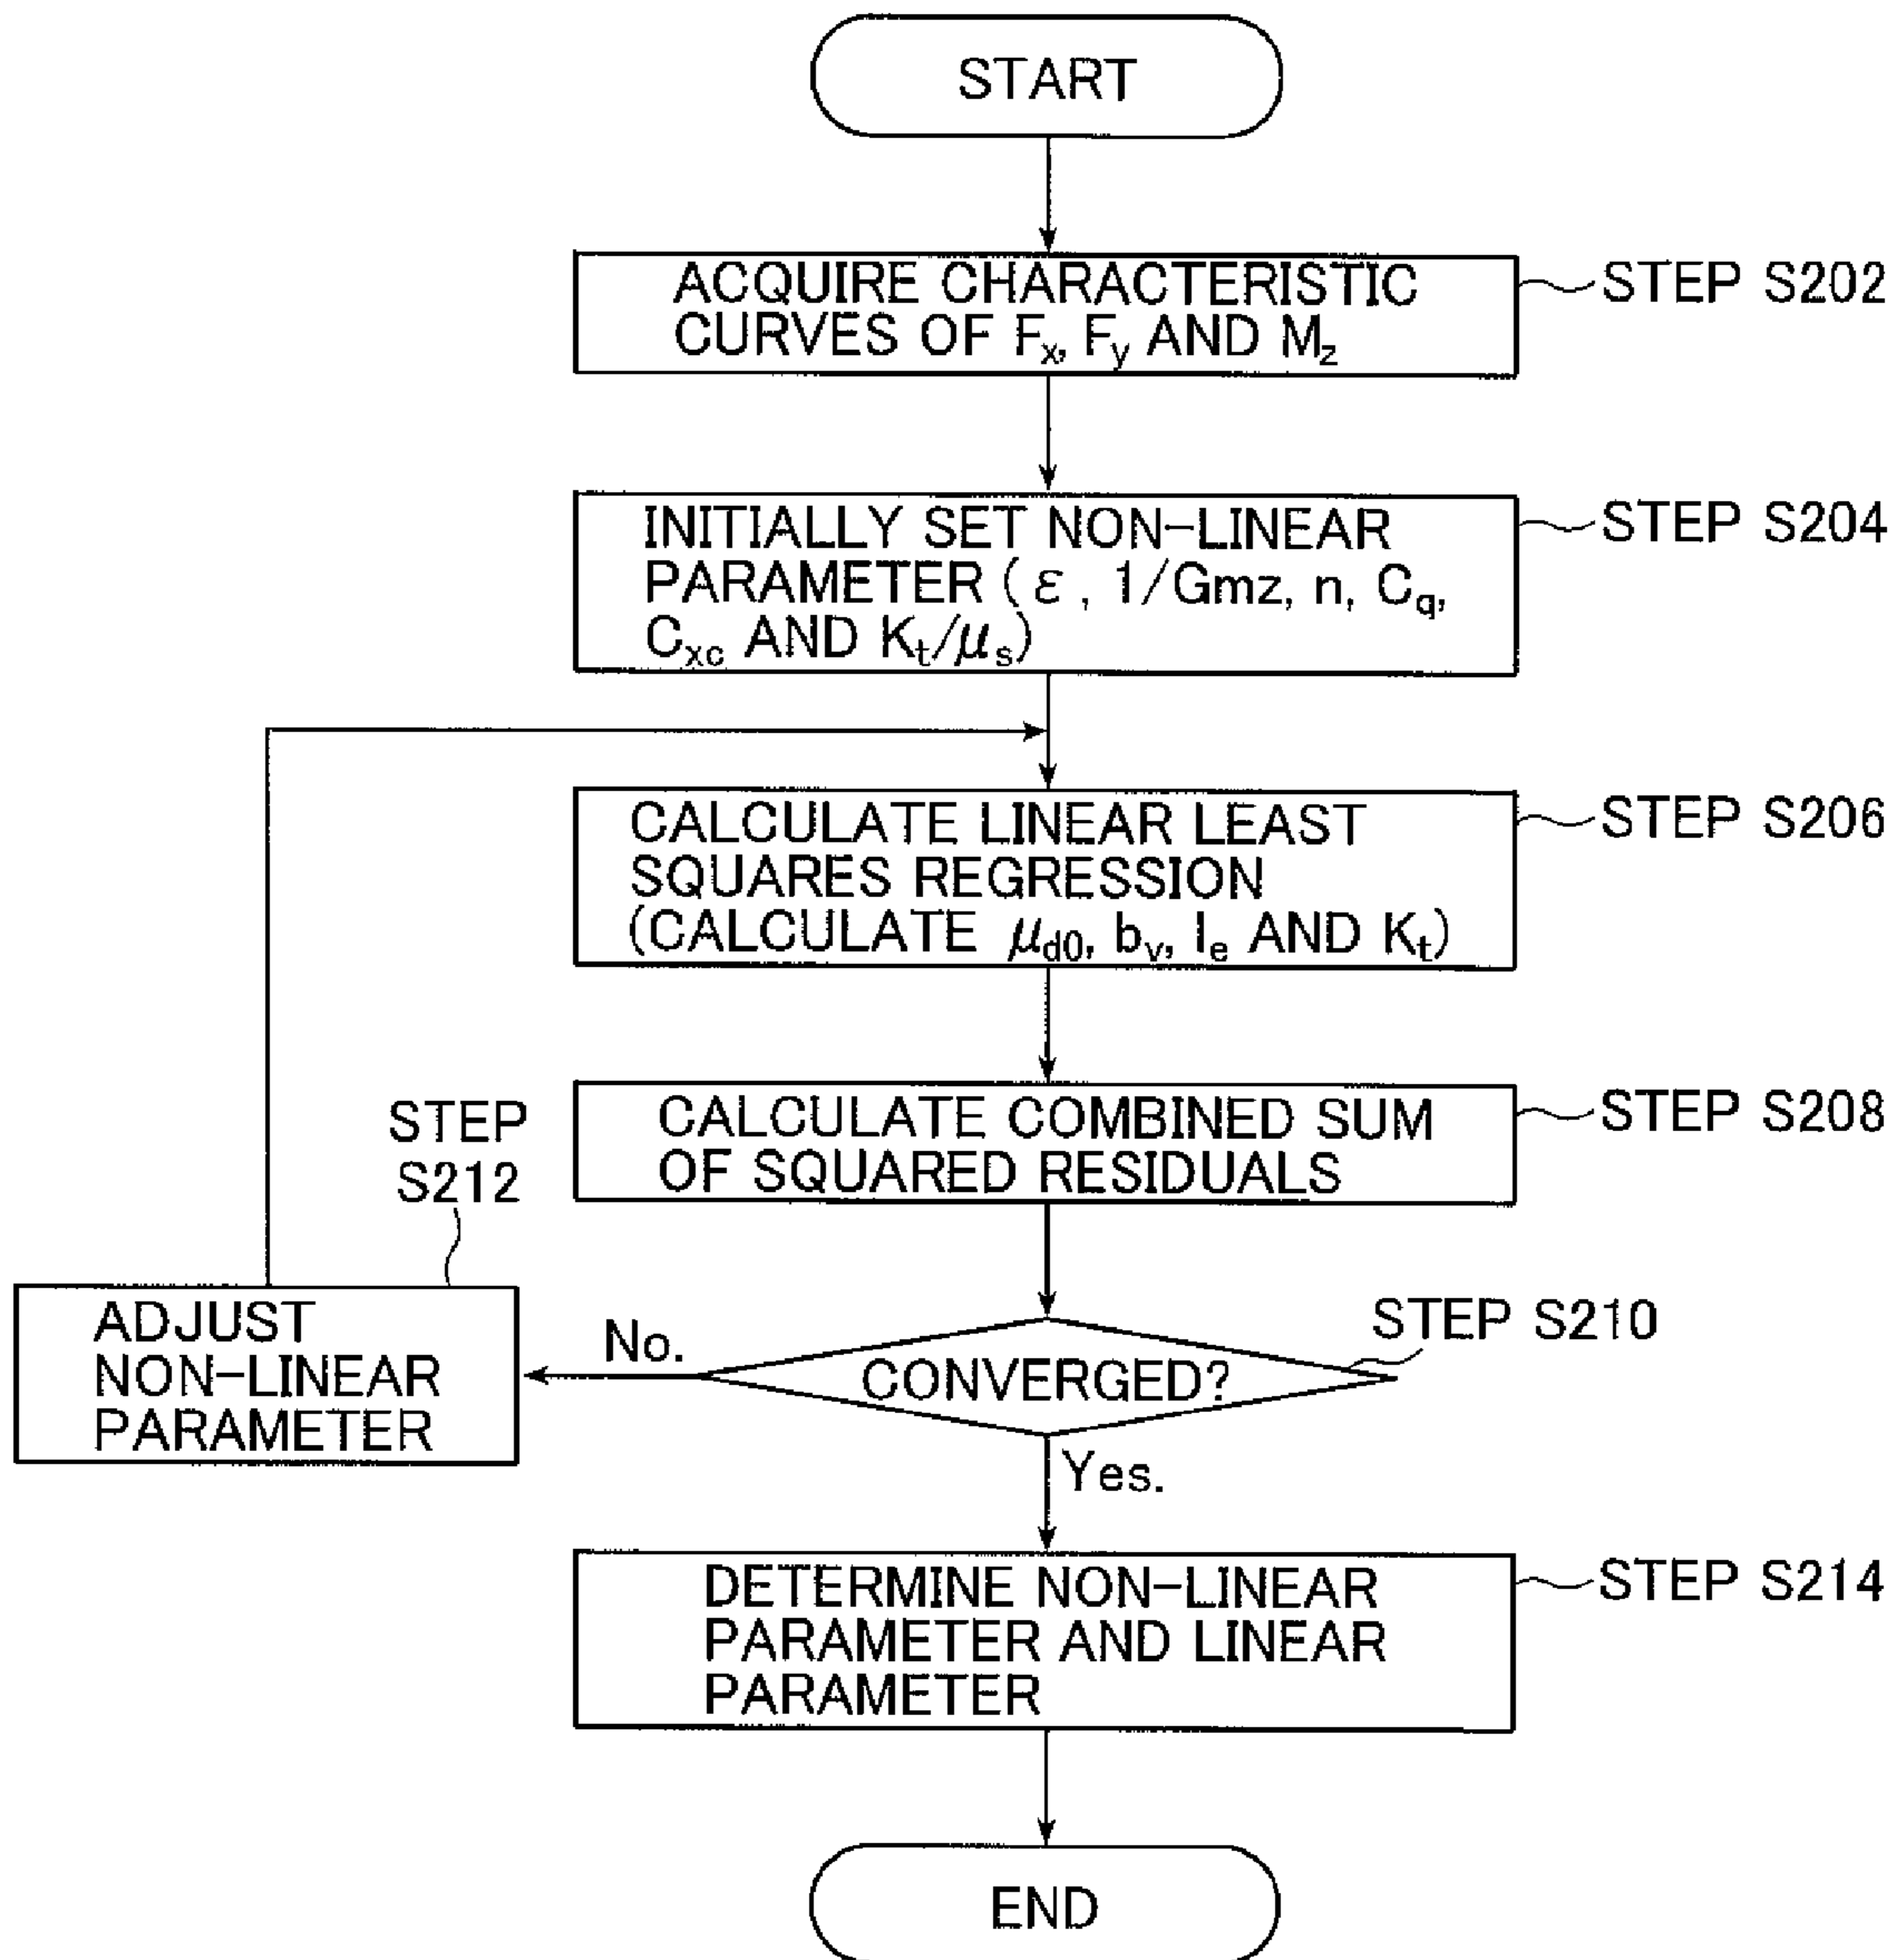 START
ACQUIRE CHARACTERISTIC
CURVES OF Fx, Fy AND Mz
STEP S202
INITIALLY SET NON-LINEAR
PARAMETER (ε, 1/Gmz, n, Cq,
Cxc AND Kt/μs)
STEP S204
CALCULATE LINEAR LEAST
SQUARES REGRESSION
(CALCULATE μd0, bv, le AND Kt)
STEP S206
CALCULATE COMBINED SUM
OF SQUARED RESIDUALS
STEP S208
STEP
S212
ADJUST
NON-LINEAR
PARAMETER
No.
CONVERGED?
STEP S210
Yes.
DETERMINE NON-LINEAR
PARAMETER AND LINEAR
PARAMETER
STEP S214
END